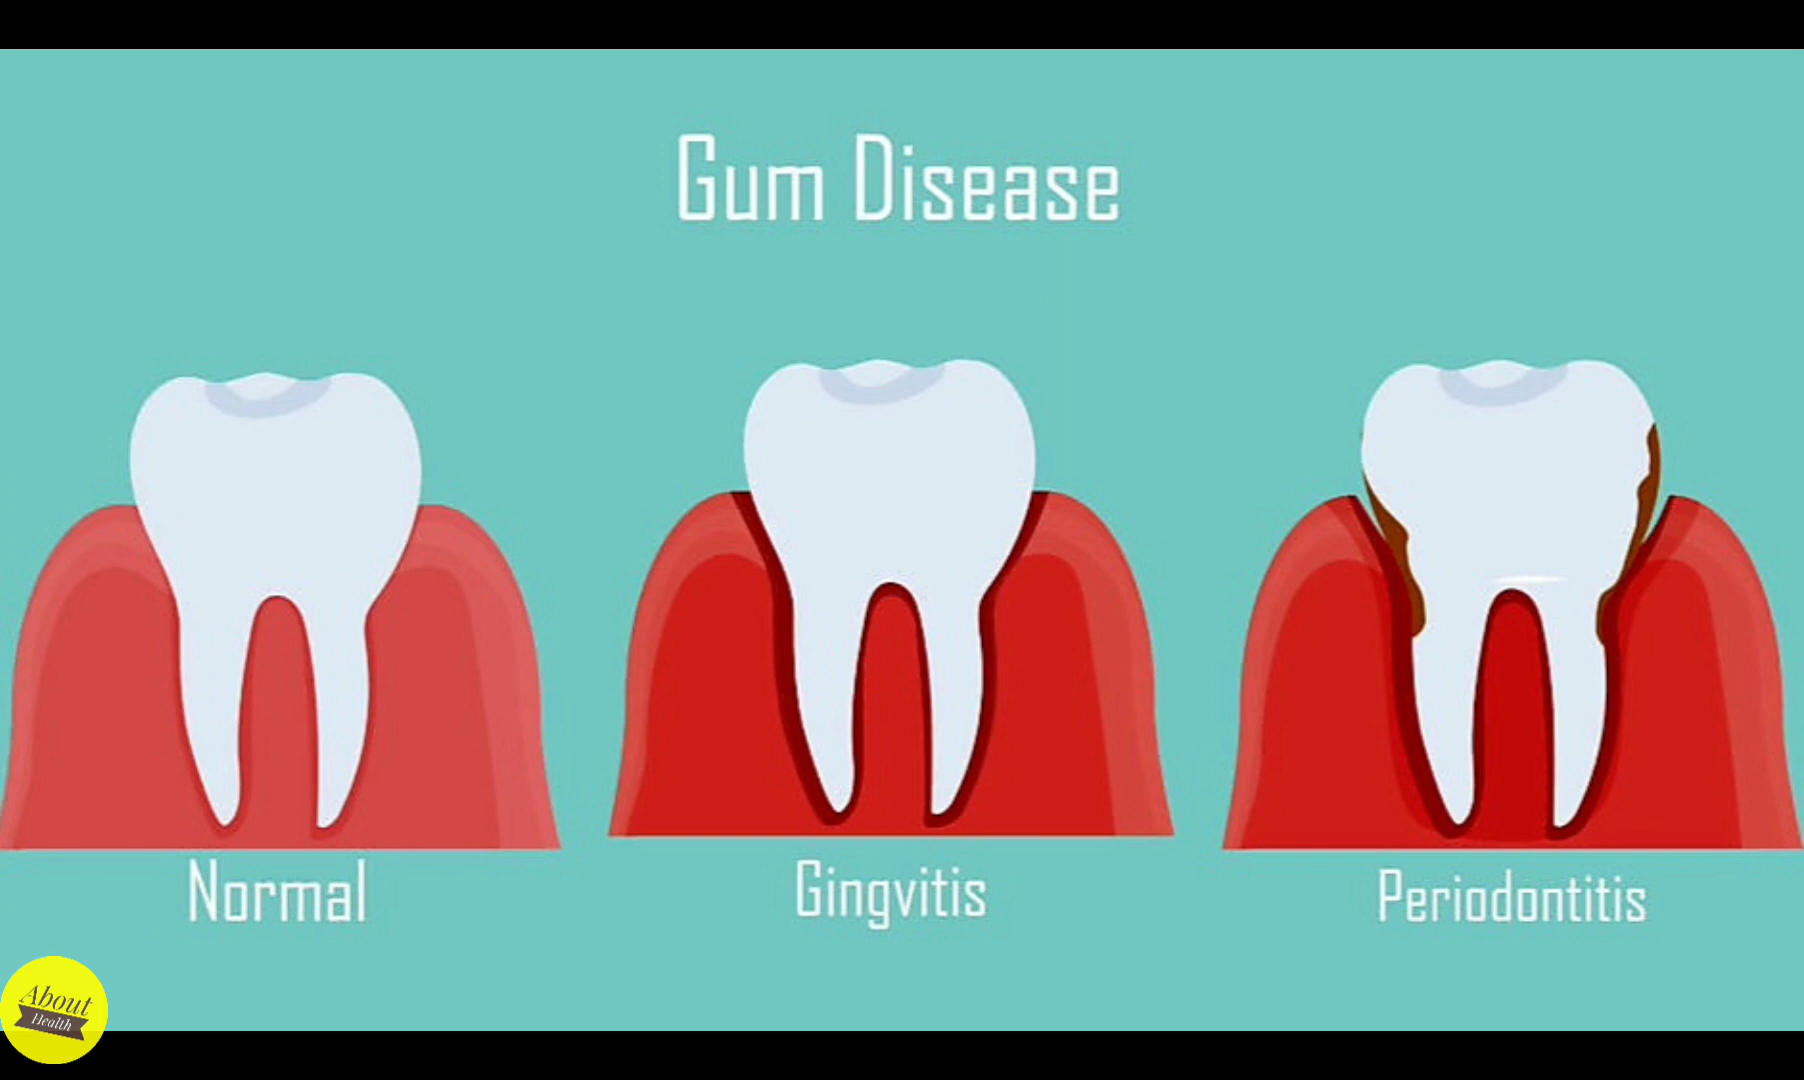 Gum Disease
Normal
Gingvitis
Periodontitis
About
Health